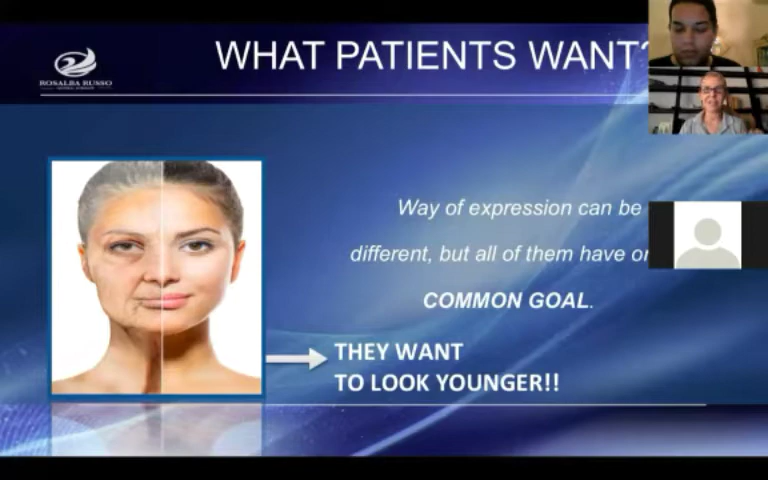 WHAT PATIENTS WANT?
ROSALBA RUSSO
Way of expression can be
different, but all of them have
COMMON GOAL.
THEY WANT
TO LOOK YOUNGER!!